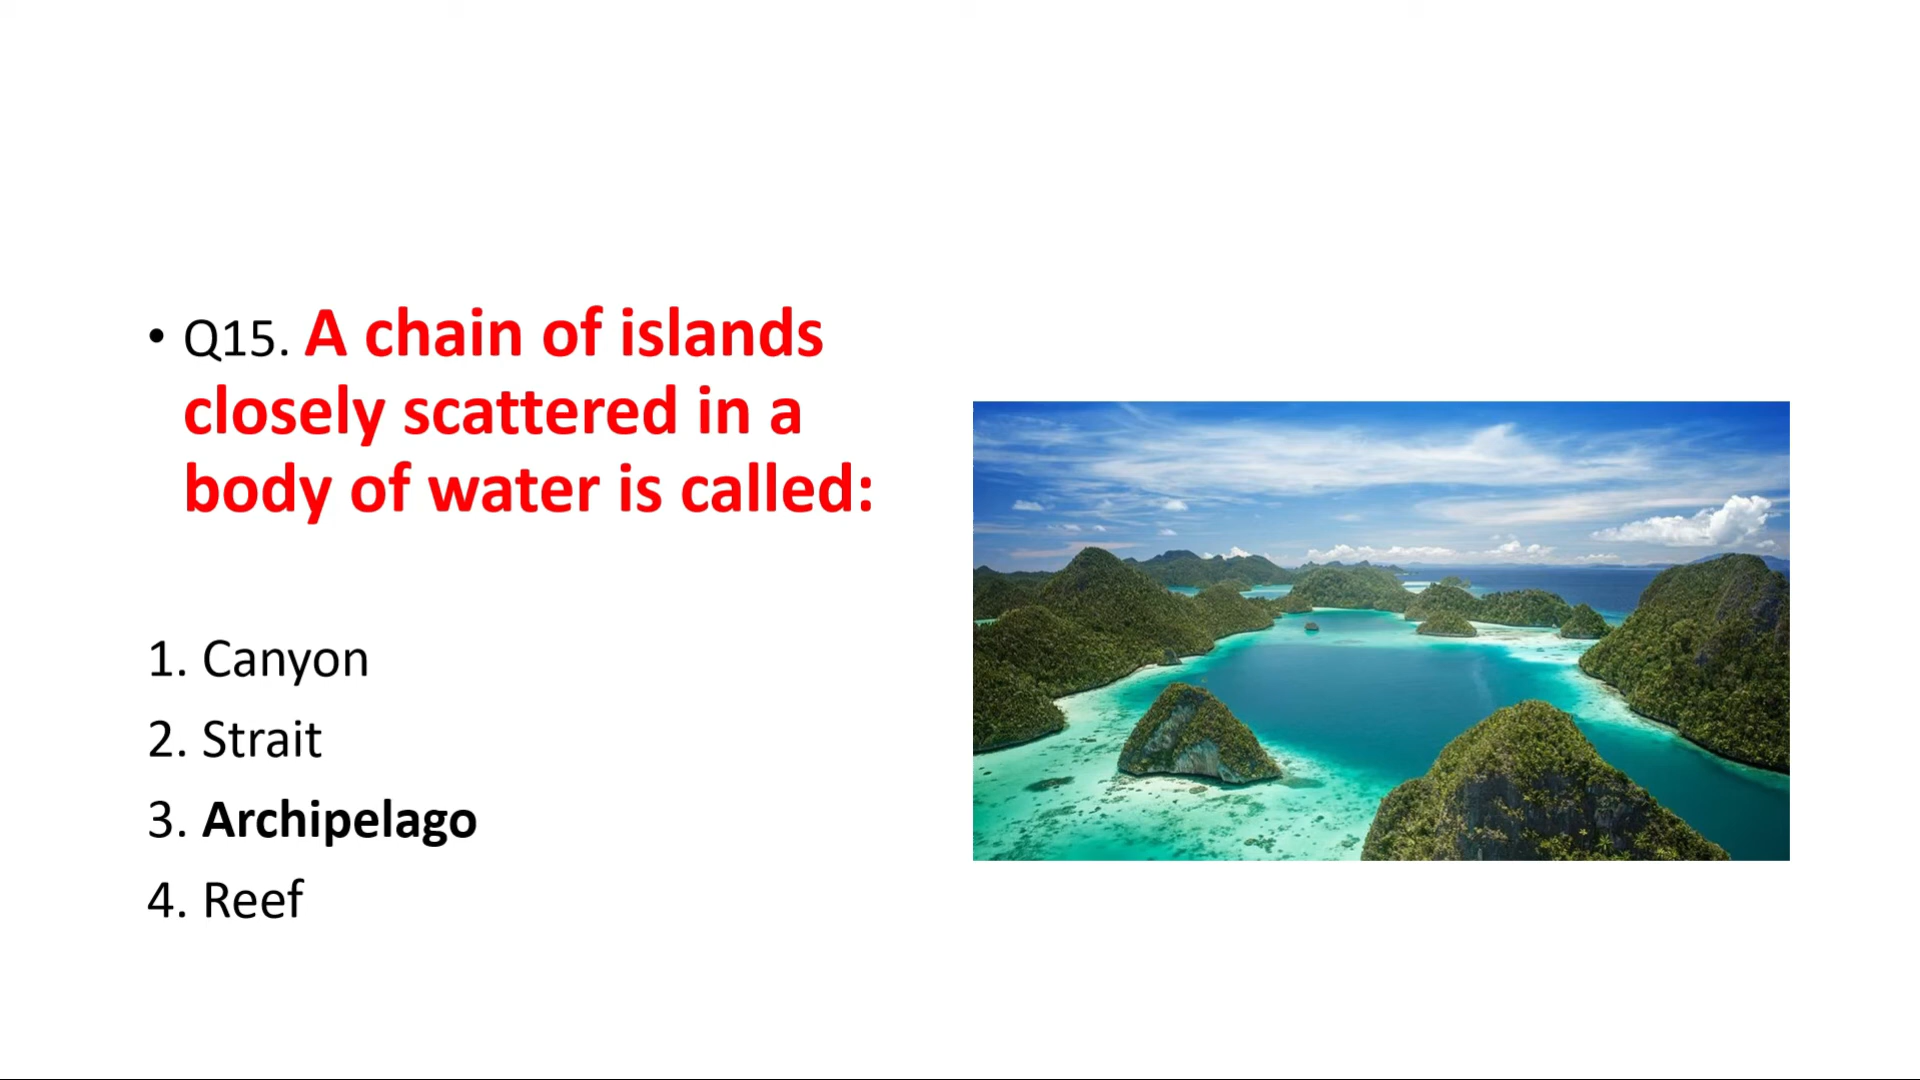 • Q15. A chain of islands
closely scattered in a
body of water is called:
1. Canyon
2. Strait
3. Archipelago
4. Reef